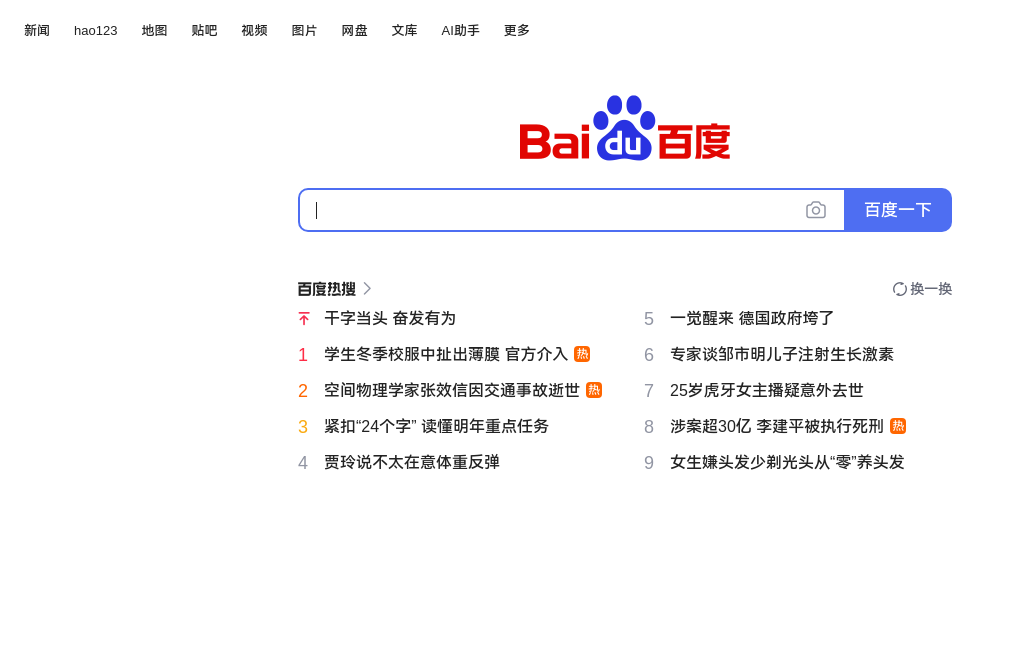 新闻 hao123 地图 贴吧 视频 图片 网盘 文库 AI助手 更多
Bai du 百度
百度一下
百度热搜 换一换
干字当头 奋发有为
1 学生冬季校服中扯出薄膜 官方介入 热
2 空间物理学家张效信因交通事故逝世 热
3 紧扣“24个字” 读懂明年重点任务
4 贾玲说不太在意体重反弹
5 一觉醒来 德国政府垮了
6 专家谈邹市明儿子注射生长激素
7 25岁虎牙女主播疑意外去世
8 涉案超30亿 李建平被执行死刑 热
9 女生嫌头发少剃光头从“零”养头发